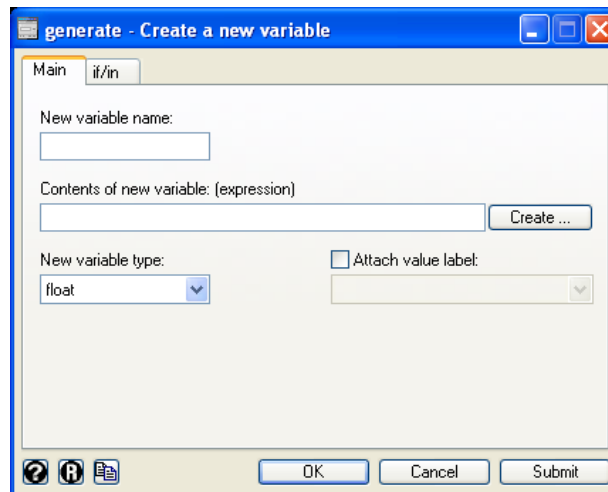 generate - Create a new variable
Main if/in
New variable name:
Contents of new variable: (expression)
Create ...
New variable type: Attach value label:
float
? R
OK Cancel Submit